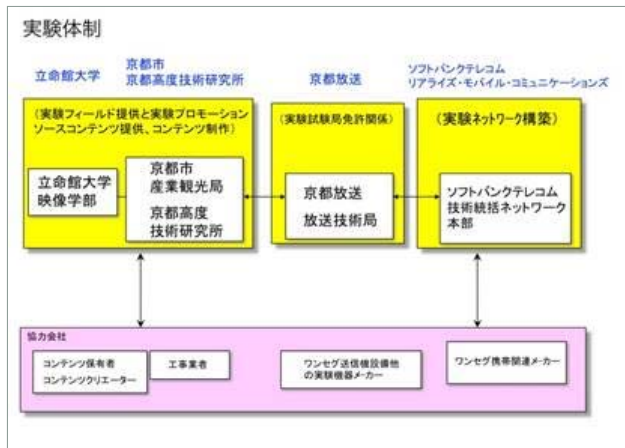 実験体制
立命館大学
京都市
京都高度技術研究所
京都放送
ソフトバンクテレコム
リアライズ・モバイル・コミュニケーションズ
(実験フィールド提供と実験プロモーション
ソースコンテンツ提供、コンテンツ制作)
立命館大学
映像学部
京都市
産業観光局
京都高度
技術研究所
(実験試験局免許関係)
京都放送
放送技術局
(実験ネットワーク構築)
ソフトバンクテレコム
技術統括ネットワーク
本部
協力会社
コンテンツ保有者
コンテンツクリエーター
工事業者
ワンセグ送信機設備他
の実験機器メーカー
ワンセグ携帯関連メーカー